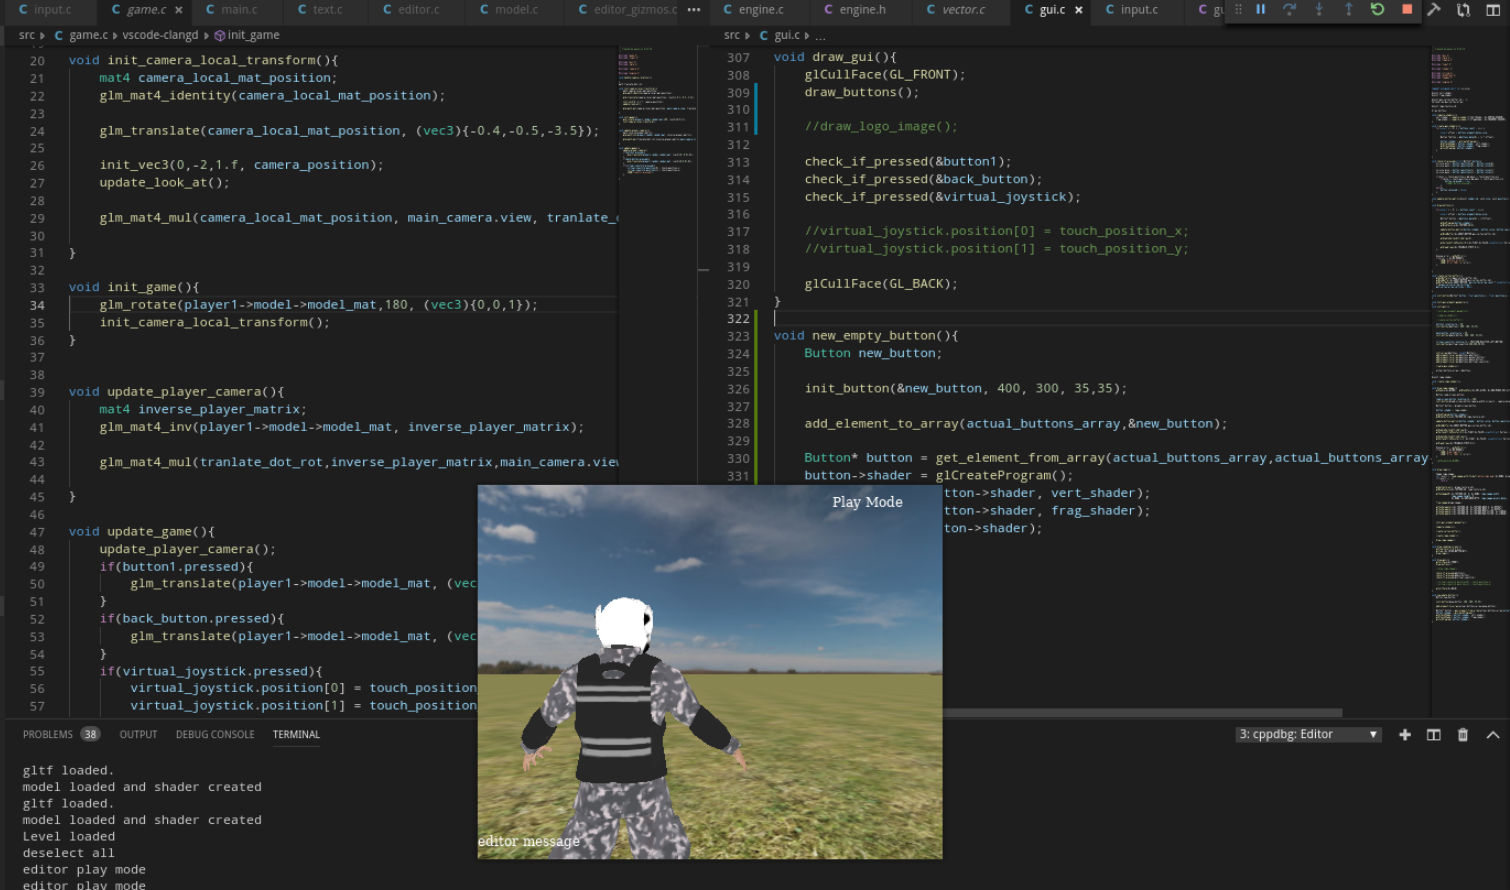 input.c game.c × main.c text.c editor.c model.c editor_gizmos.c ···
src > game.c > vscode-clangd > init_game
20 void init_camera_local_transform(){
21 mat4 camera_local_mat_position;
22 glm_mat4_identity(camera_local_mat_position);
23
24 glm_translate(camera_local_mat_position, (vec3){-0.4,-0.5,-3.5});
25
26 init_vec3(0,-2,1.f, camera_position);
27 update_look_at();
28
29 glm_mat4_mul(camera_local_mat_position, main_camera.view, tranlate_
30
31 }
32
33 void init_game(){
34 glm_rotate(player1->model->model_mat,180, (vec3){0,0,1});
35 init_camera_local_transform();
36 }
37
38
39 void update_player_camera(){
40 mat4 inverse_player_matrix;
41 glm_mat4_inv(player1->model->model_mat, inverse_player_matrix);
42
43 glm_mat4_mul(tranlate_dot_rot,inverse_player_matrix,main_camera.view
44
45 }
46
47 void update_game(){
48 update_player_camera();
49 if(button1.pressed){
50 glm_translate(player1->model->model_mat, (vec
51 }
52 if(back_button.pressed){
53 glm_translate(player1->model->model_mat, (vec
54 }
55 if(virtual_joystick.pressed){
56 virtual_joystick.position[0] = touch_position
57 virtual_joystick.position[1] = touch_position
engine.c engine.h vector.c gui.c × input.c gu
src > gui.c > ...
307 void draw_gui(){
308 glCullFace(GL_FRONT);
309 draw_buttons();
310
311 //draw_logo_image();
312
313 check_if_pressed(&button1);
314 check_if_pressed(&back_button);
315 check_if_pressed(&virtual_joystick);
316
317 //virtual_joystick.position[0] = touch_position_x;
318 //virtual_joystick.position[1] = touch_position_y;
319
320 glCullFace(GL_BACK);
321 }
322
323 void new_empty_button(){
324 Button new_button;
325
326 init_button(&new_button, 400, 300, 35,35);
327
328 add_element_to_array(actual_buttons_array,&new_button);
329
330 Button* button = get_element_from_array(actual_buttons_array,actual_buttons_array
331 button->shader = glCreateProgram();
tton->shader, vert_shader);
tton->shader, frag_shader);
ton->shader);
Play Mode
editor message
PROBLEMS 38 OUTPUT DEBUG CONSOLE TERMINAL 3: cppdbg: Editor
gltf loaded.
model loaded and shader created
gltf loaded.
model loaded and shader created
Level loaded
deselect all
editor play mode
editor play mode